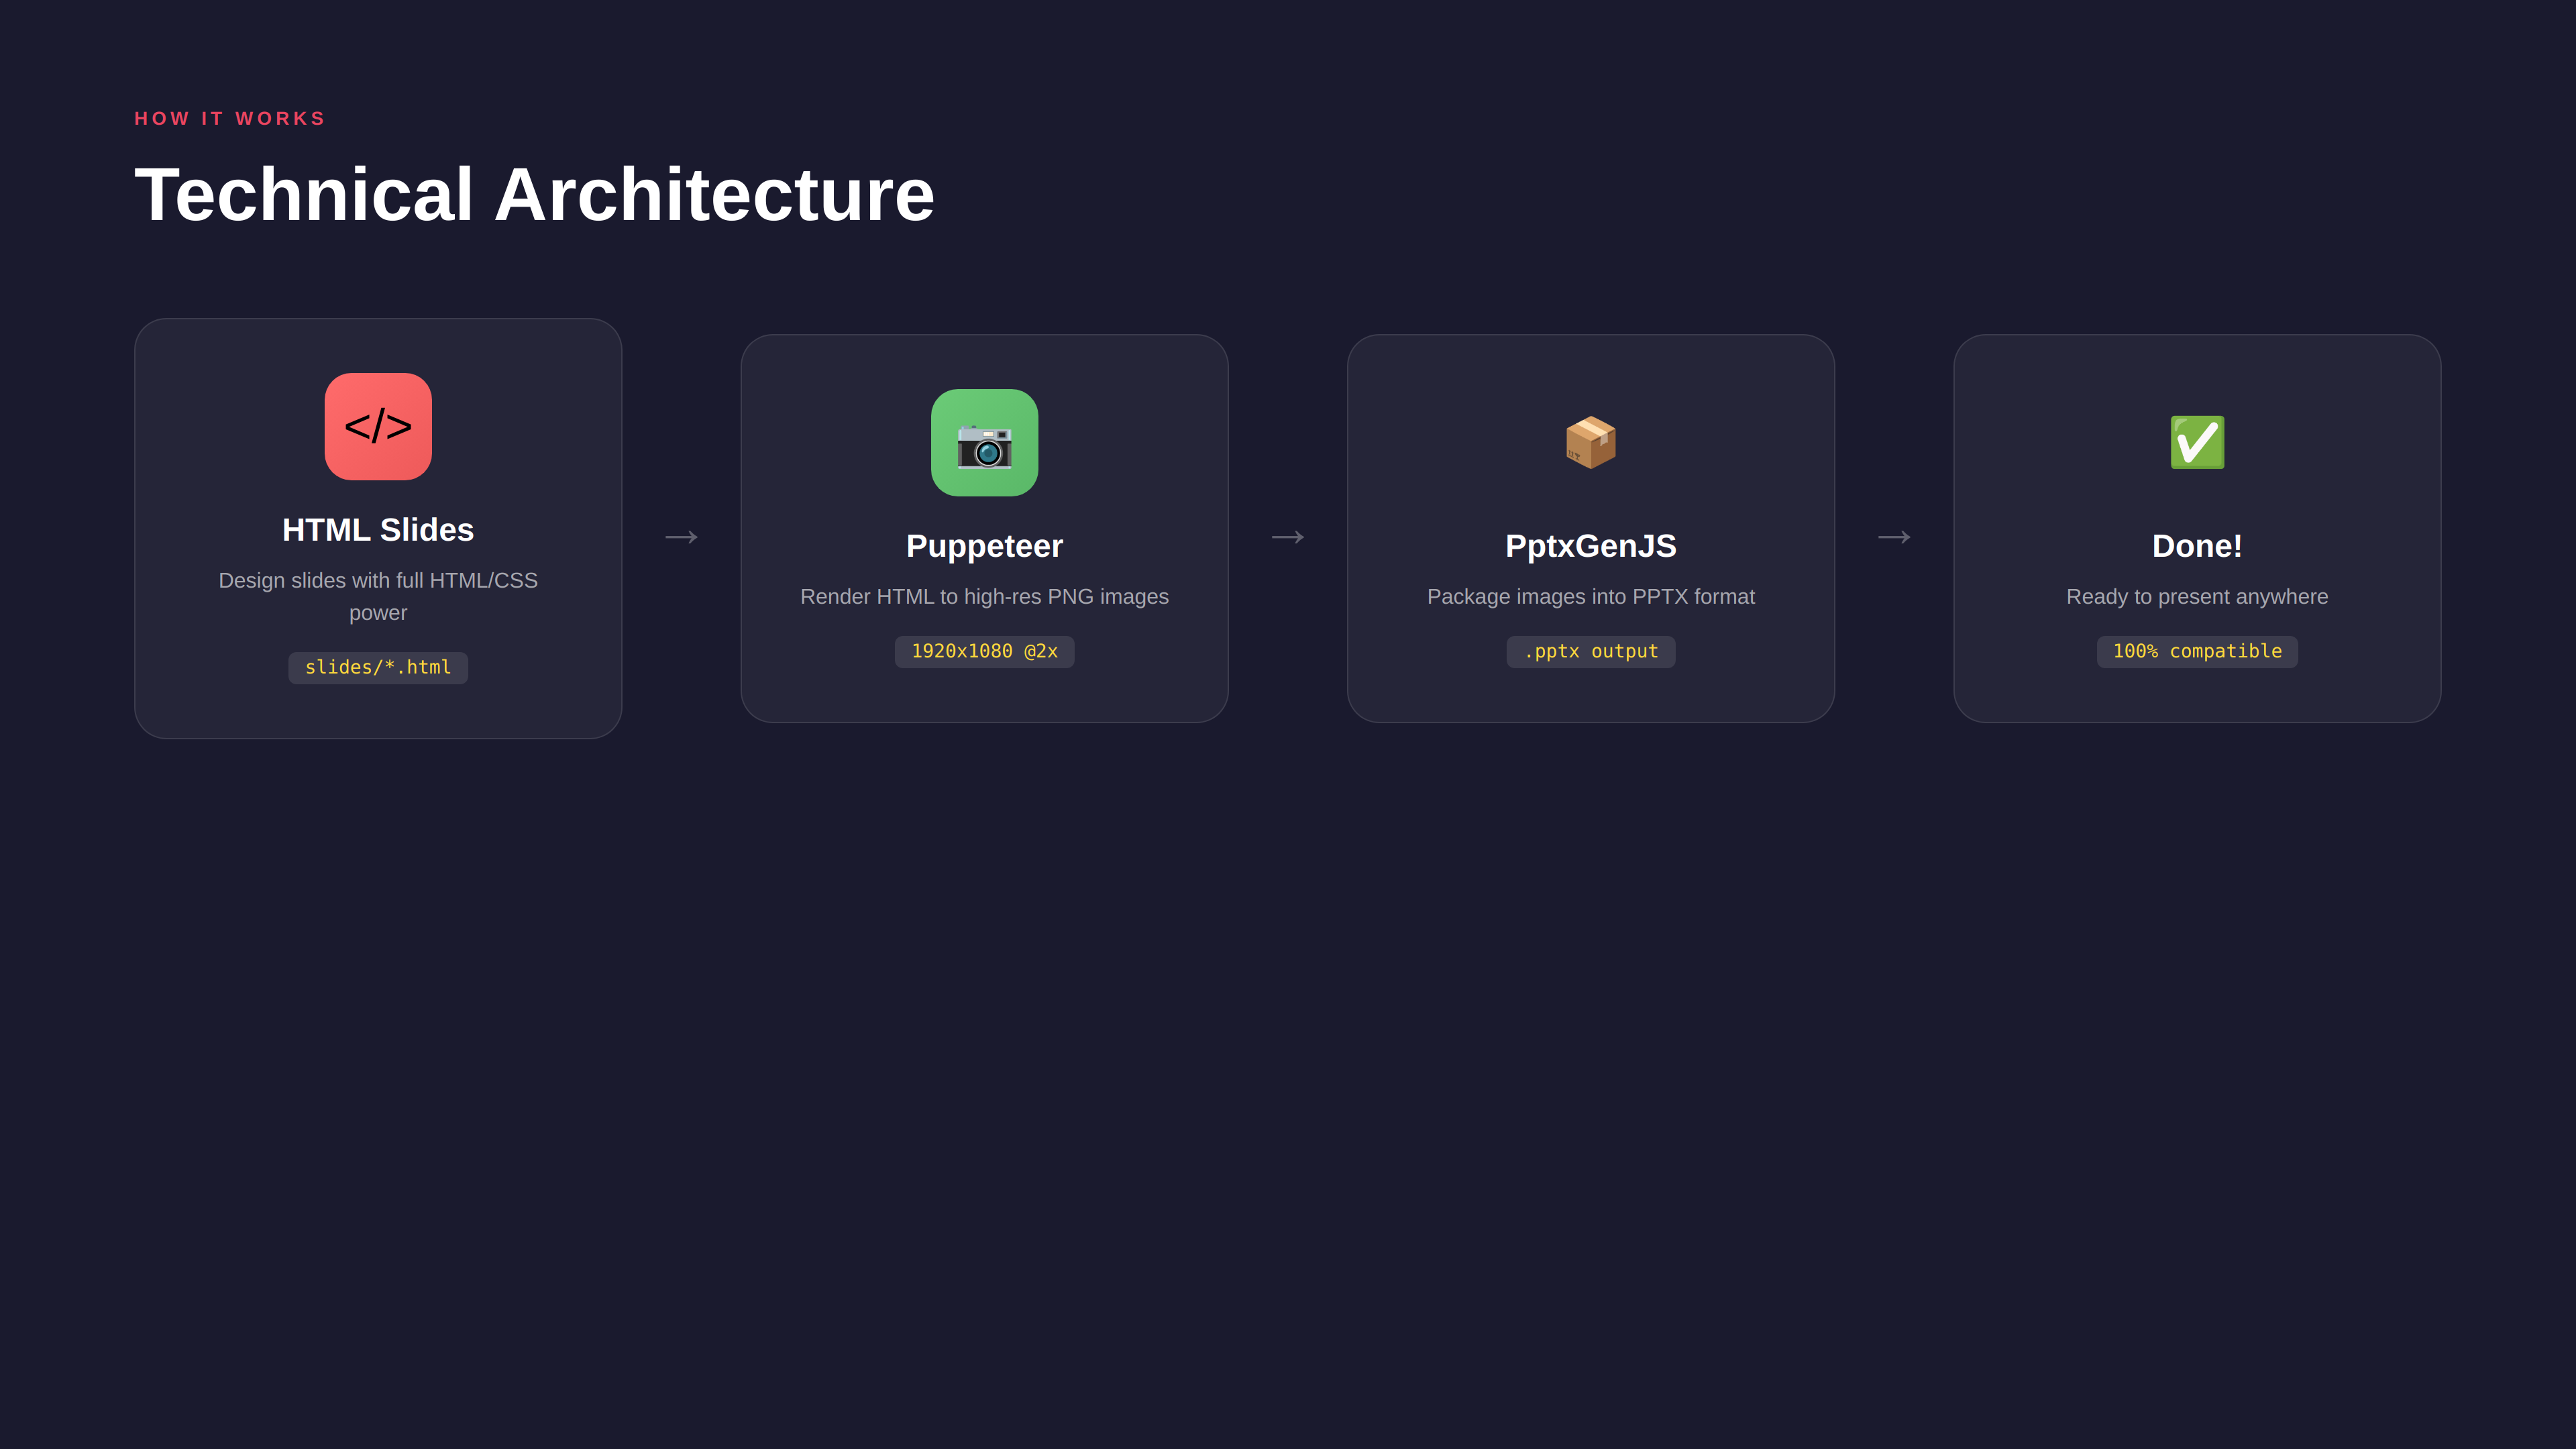 HOW IT WORKS
Technical Architecture
</>
HTML Slides
Design slides with full HTML/CSS
power
slides/*.html
→
Puppeteer
Render HTML to high-res PNG images
1920x1080 @2x
→
PptxGenJS
Package images into PPTX format
.pptx output
→
Done!
Ready to present anywhere
100% compatible